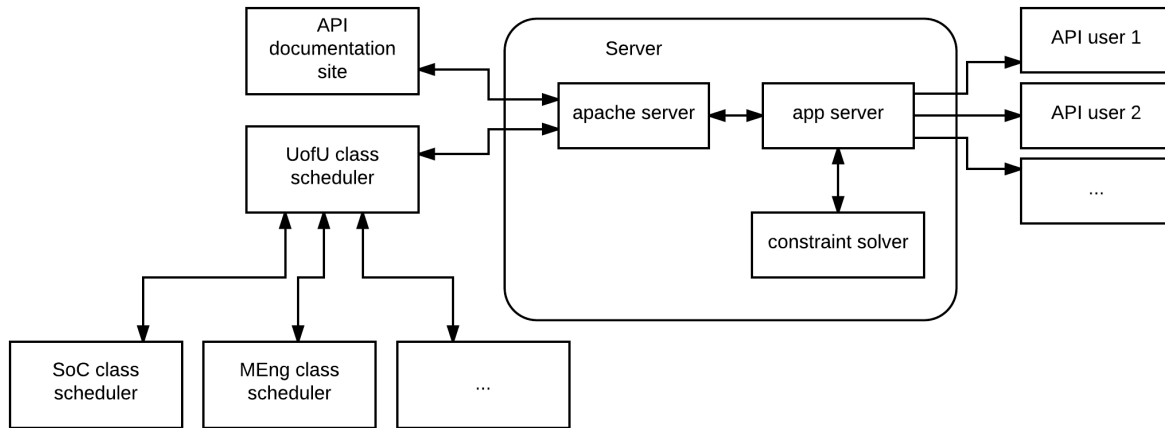 API
documentation
site
Server
API user 1
apache server
app server
API user 2
UofU class
scheduler
...
constraint solver
SoC class
scheduler
MEng class
scheduler
...